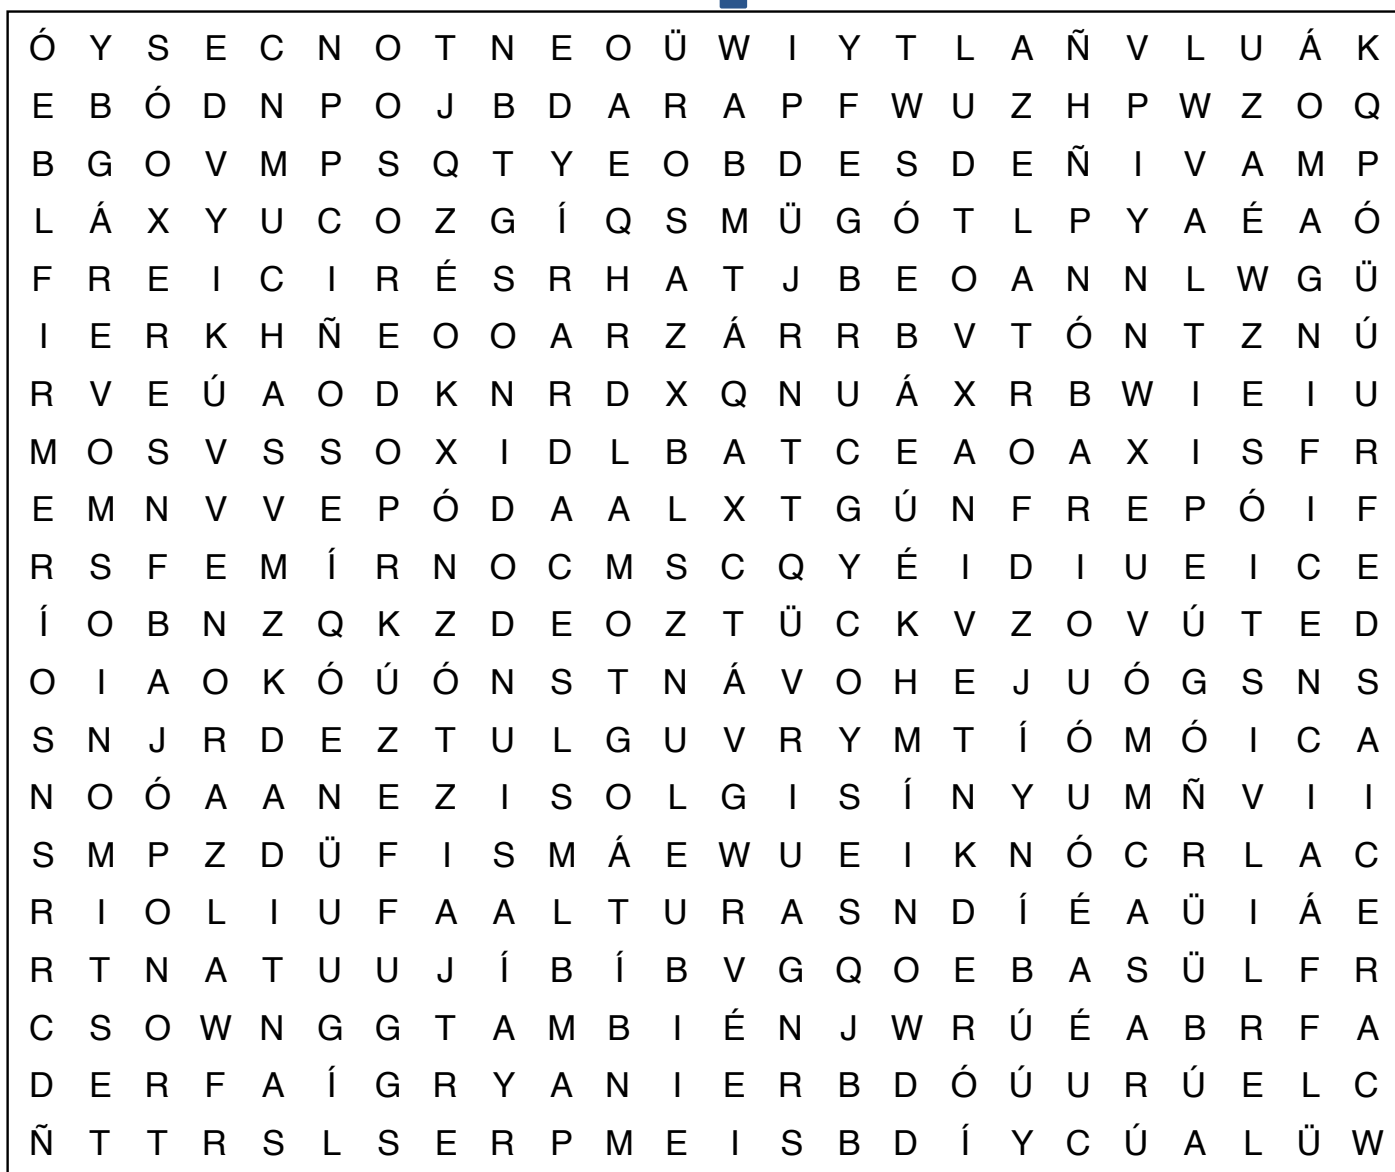 Ó Y S E C N O T N E O Ü W I Y T L A Ñ V L U Á K
E B Ó D N P O J B D A R A P F W U Z H P W Z O Q
B G O V M P S Q T Y E O B D E S D E Ñ I V A M P
L Á X Y U C O Z G Í Q S M Ü G Ó T L P Y A É A Ó
F R E I C I R É S R H A T J B E O A N N L W G Ü
I E R K H Ñ E O O A R Z Á R R B V T Ó N T Z N Ú
R V E Ú A O D K N R D X Q N U Á X R B W I E I U
M O S V S S O X I D L B A T C E A O A X I S F R
E M N V V E P Ó D A A L X T G Ú N F R E P Ó I F
R S F E M Í R N O C M S C Q Y É I D I U E I C E
Í O B N Z Q K Z D E O Z T Ü C K V Z O V Ú T E D
O I A O K Ó Ú Ó N S T N Á V O H E J U Ó G S N S
S N J R D E Z T U L G U V R Y M T Í Ó M Ó I C A
N O Ó A A N E Z I S O L G I S Í N Y U M Ñ V I I
S M P Z D Ü F I S M Á E W U E I K N Ó C R L A C
R I O L I U F A A L T U R A S N D Í É A Ü I Á E
R T N A T U U J Í B Í B V G Q O E B A S Ü L F R
C S O W N G G T A M B I É N J W R Ú É A B R F A
D E R F A Í G R Y A N I E R B D Ó Ú U R Ú E L C
Ñ T T R S L S E R P M E I S B D Í Y C Ú A L Ü W